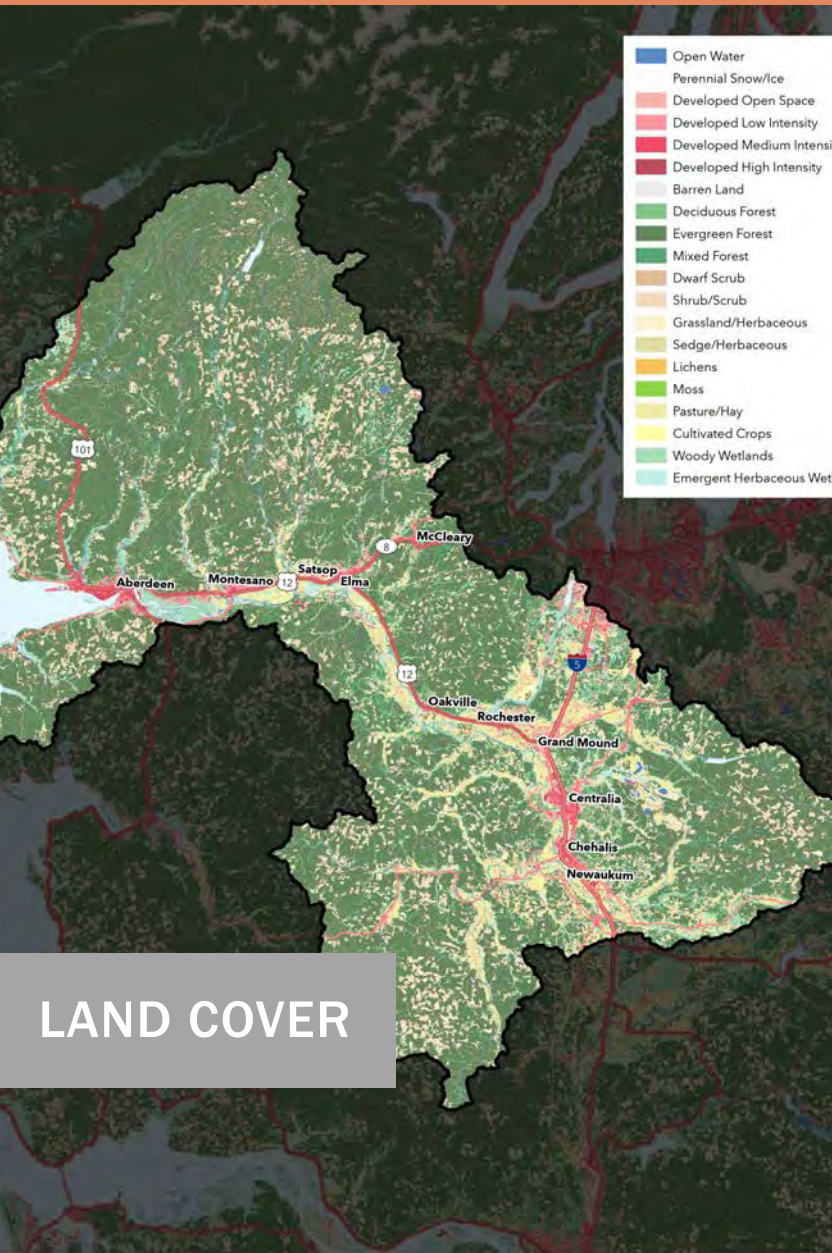 Open Water
Perennial Snow/Ice
Developed Open Space
Developed Low Intensity
Developed Medium Intensi
Developed High Intensity
Barren Land
Deciduous Forest
Evergreen Forest
Mixed Forest
Dwarf Scrub
Shrub/Scrub
Grassland/Herbaceous
Sedge/Herbaceous
Lichens
Moss
Pasture/Hay
Cultivated Crops
Woody Wetlands
Emergent Herbaceous Wet
101
8
McCleary
Satsop
Aberdeen
Montesano
12
Elma
5
12
Oakville
Rochester
Grand Mound
Centralia
Chehalis
Newaukum
LAND COVER